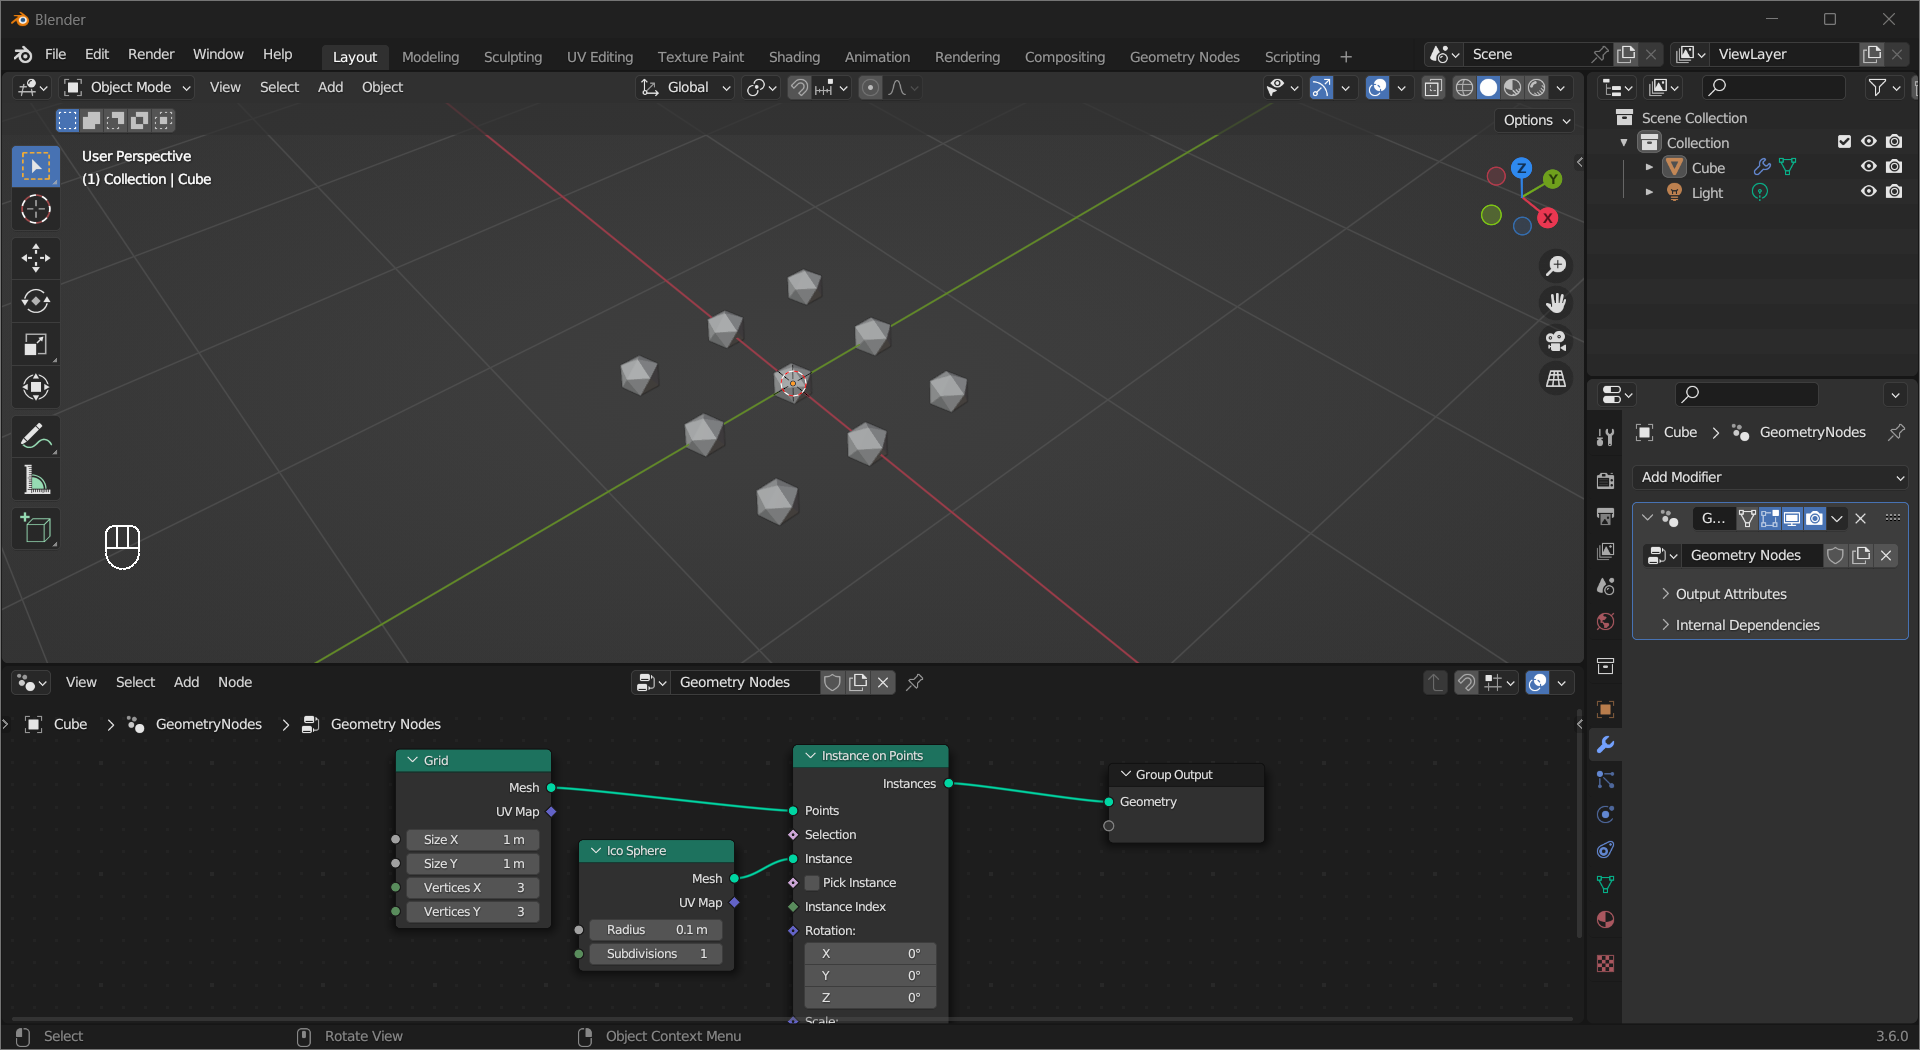 Blender
File Edit Render Window Help Layout Modeling Sculpting UV Editing Texture Paint Shading Animation Rendering Compositing Geometry Nodes Scripting + Scene ViewLayer
Object Mode View Select Add Object Global
Options
User Perspective
(1) Collection | Cube
Z
Y
X
Scene Collection
Collection
Cube
Light
Cube > GeometryNodes
Add Modifier
G...
Geometry Nodes
Output Attributes
Internal Dependencies
View Select Add Node Geometry Nodes
Cube > GeometryNodes > Geometry Nodes
Grid
Mesh
UV Map
Size X 1 m
Size Y 1 m
Vertices X 3
Vertices Y 3
Ico Sphere
Mesh
UV Map
Radius 0.1 m
Subdivisions 1
Instance on Points
Instances
Points
Selection
Instance
Pick Instance
Instance Index
Rotation:
X 0°
Y 0°
Z 0°
Scale:
Group Output
Geometry
Select Rotate View Object Context Menu 3.6.0